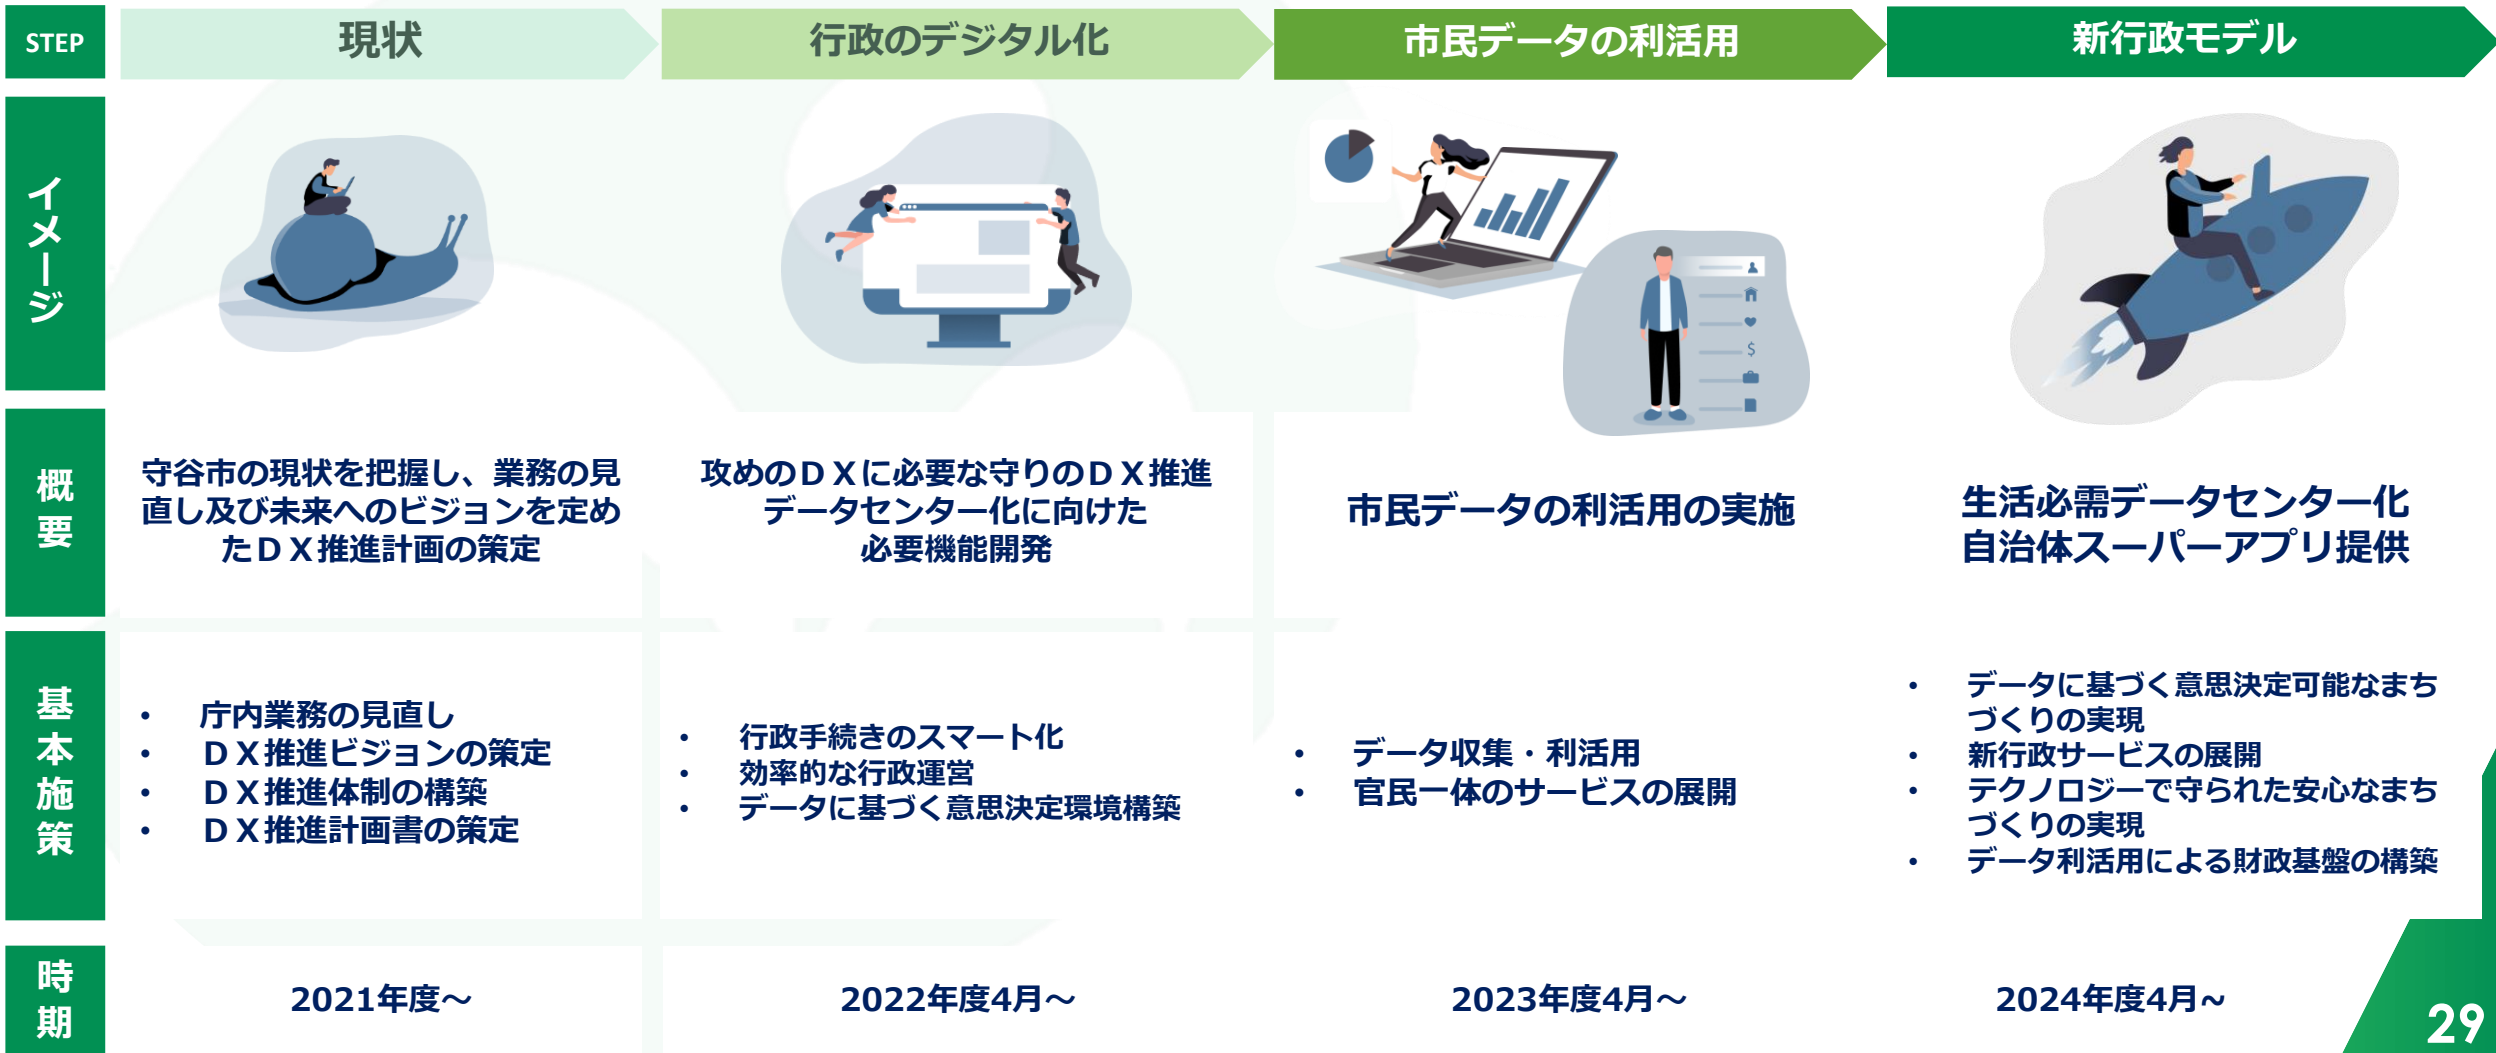 STEP
現状
行政のデジタル化
市民データの利活用
新行政モデル
イメージ
概要
守谷市の現状を把握し、業務の見
直し及び未来へのビジョンを定め
たＤＸ推進計画の策定
攻めのＤＸに必要な守りのＤＸ推進
データセンター化に向けた
必要機能開発
市民データの利活用の実施
生活必需データセンター化
自治体スーパーアプリ提供
基本施策
• 庁内業務の見直し
• ＤＸ推進ビジョンの策定
• ＤＸ推進体制の構築
• ＤＸ推進計画書の策定
• 行政手続きのスマート化
• 効率的な行政運営
• データに基づく意思決定環境構築
• データ収集・利活用
• 官民一体のサービスの展開
• データに基づく意思決定可能なまち
づくりの実現
• 新行政サービスの展開
• テクノロジーで守られた安心なまち
づくりの実現
• データ利活用による財政基盤の構築
時期
2021年度～
2022年度4月～
2023年度4月～
2024年度4月~
29